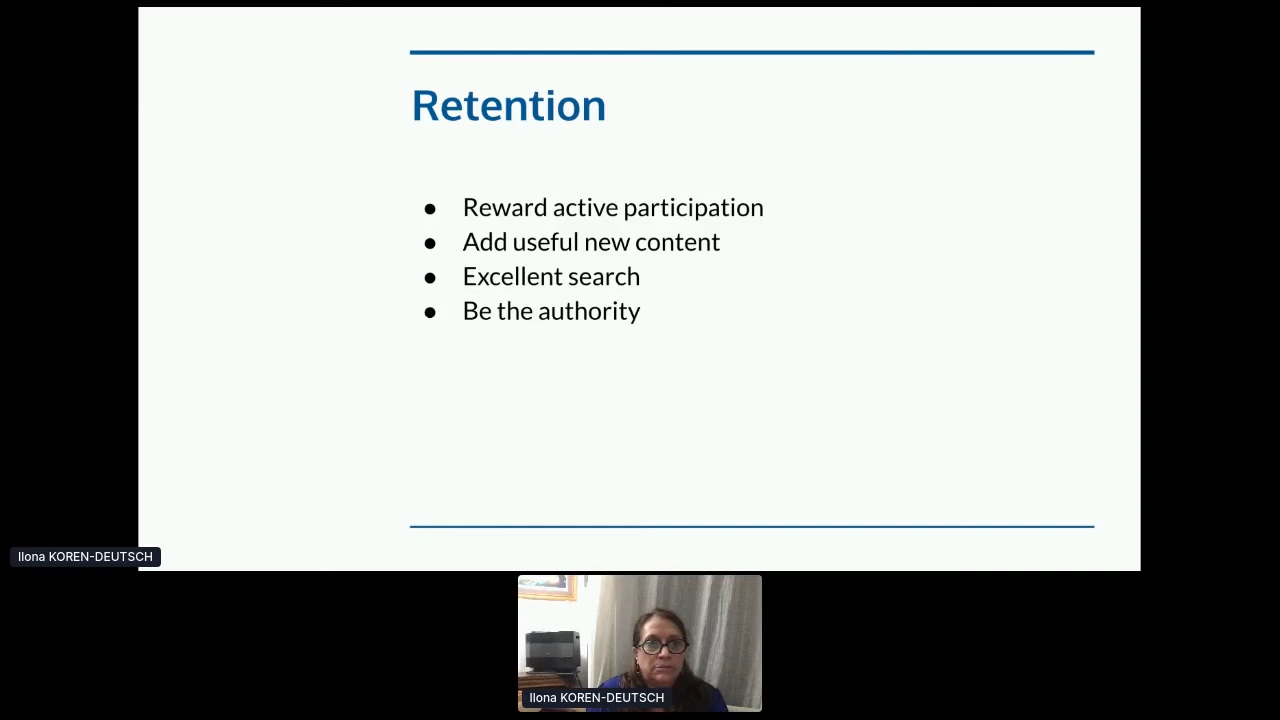 Retention
● Reward active participation
● Add useful new content
● Excellent search
● Be the authority
Ilona KOREN-DEUTSCH
Ilona KOREN-DEUTSCH